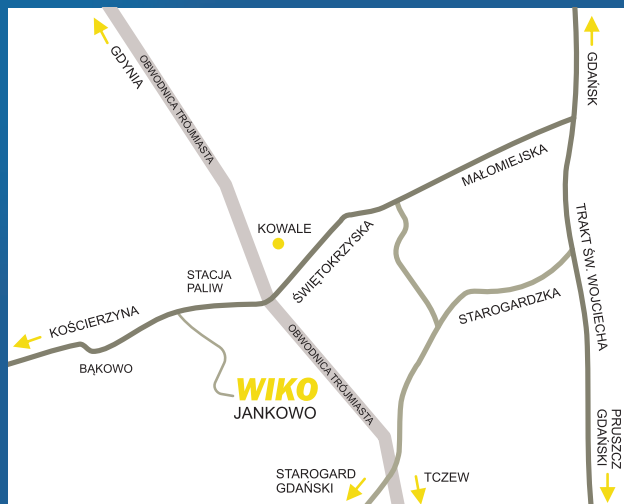 GDYNIA
OBWODNICA TRÓJMIASTA
GDAŃSK
MAŁOMIEJSKA
KOWALE
ŚWIĘTOKRZYSKA
TRAKT ŚW. WOJCIECHA
STACJA
PALIW
STAROGARDZKA
KOŚCIERZYNA
BĄKOWO
OBWODNICA TRÓJMIASTA
WIKO
JANKOWO
PRUSZCZ
GDAŃSKI
STAROGARD
GDAŃSKI
TCZEW